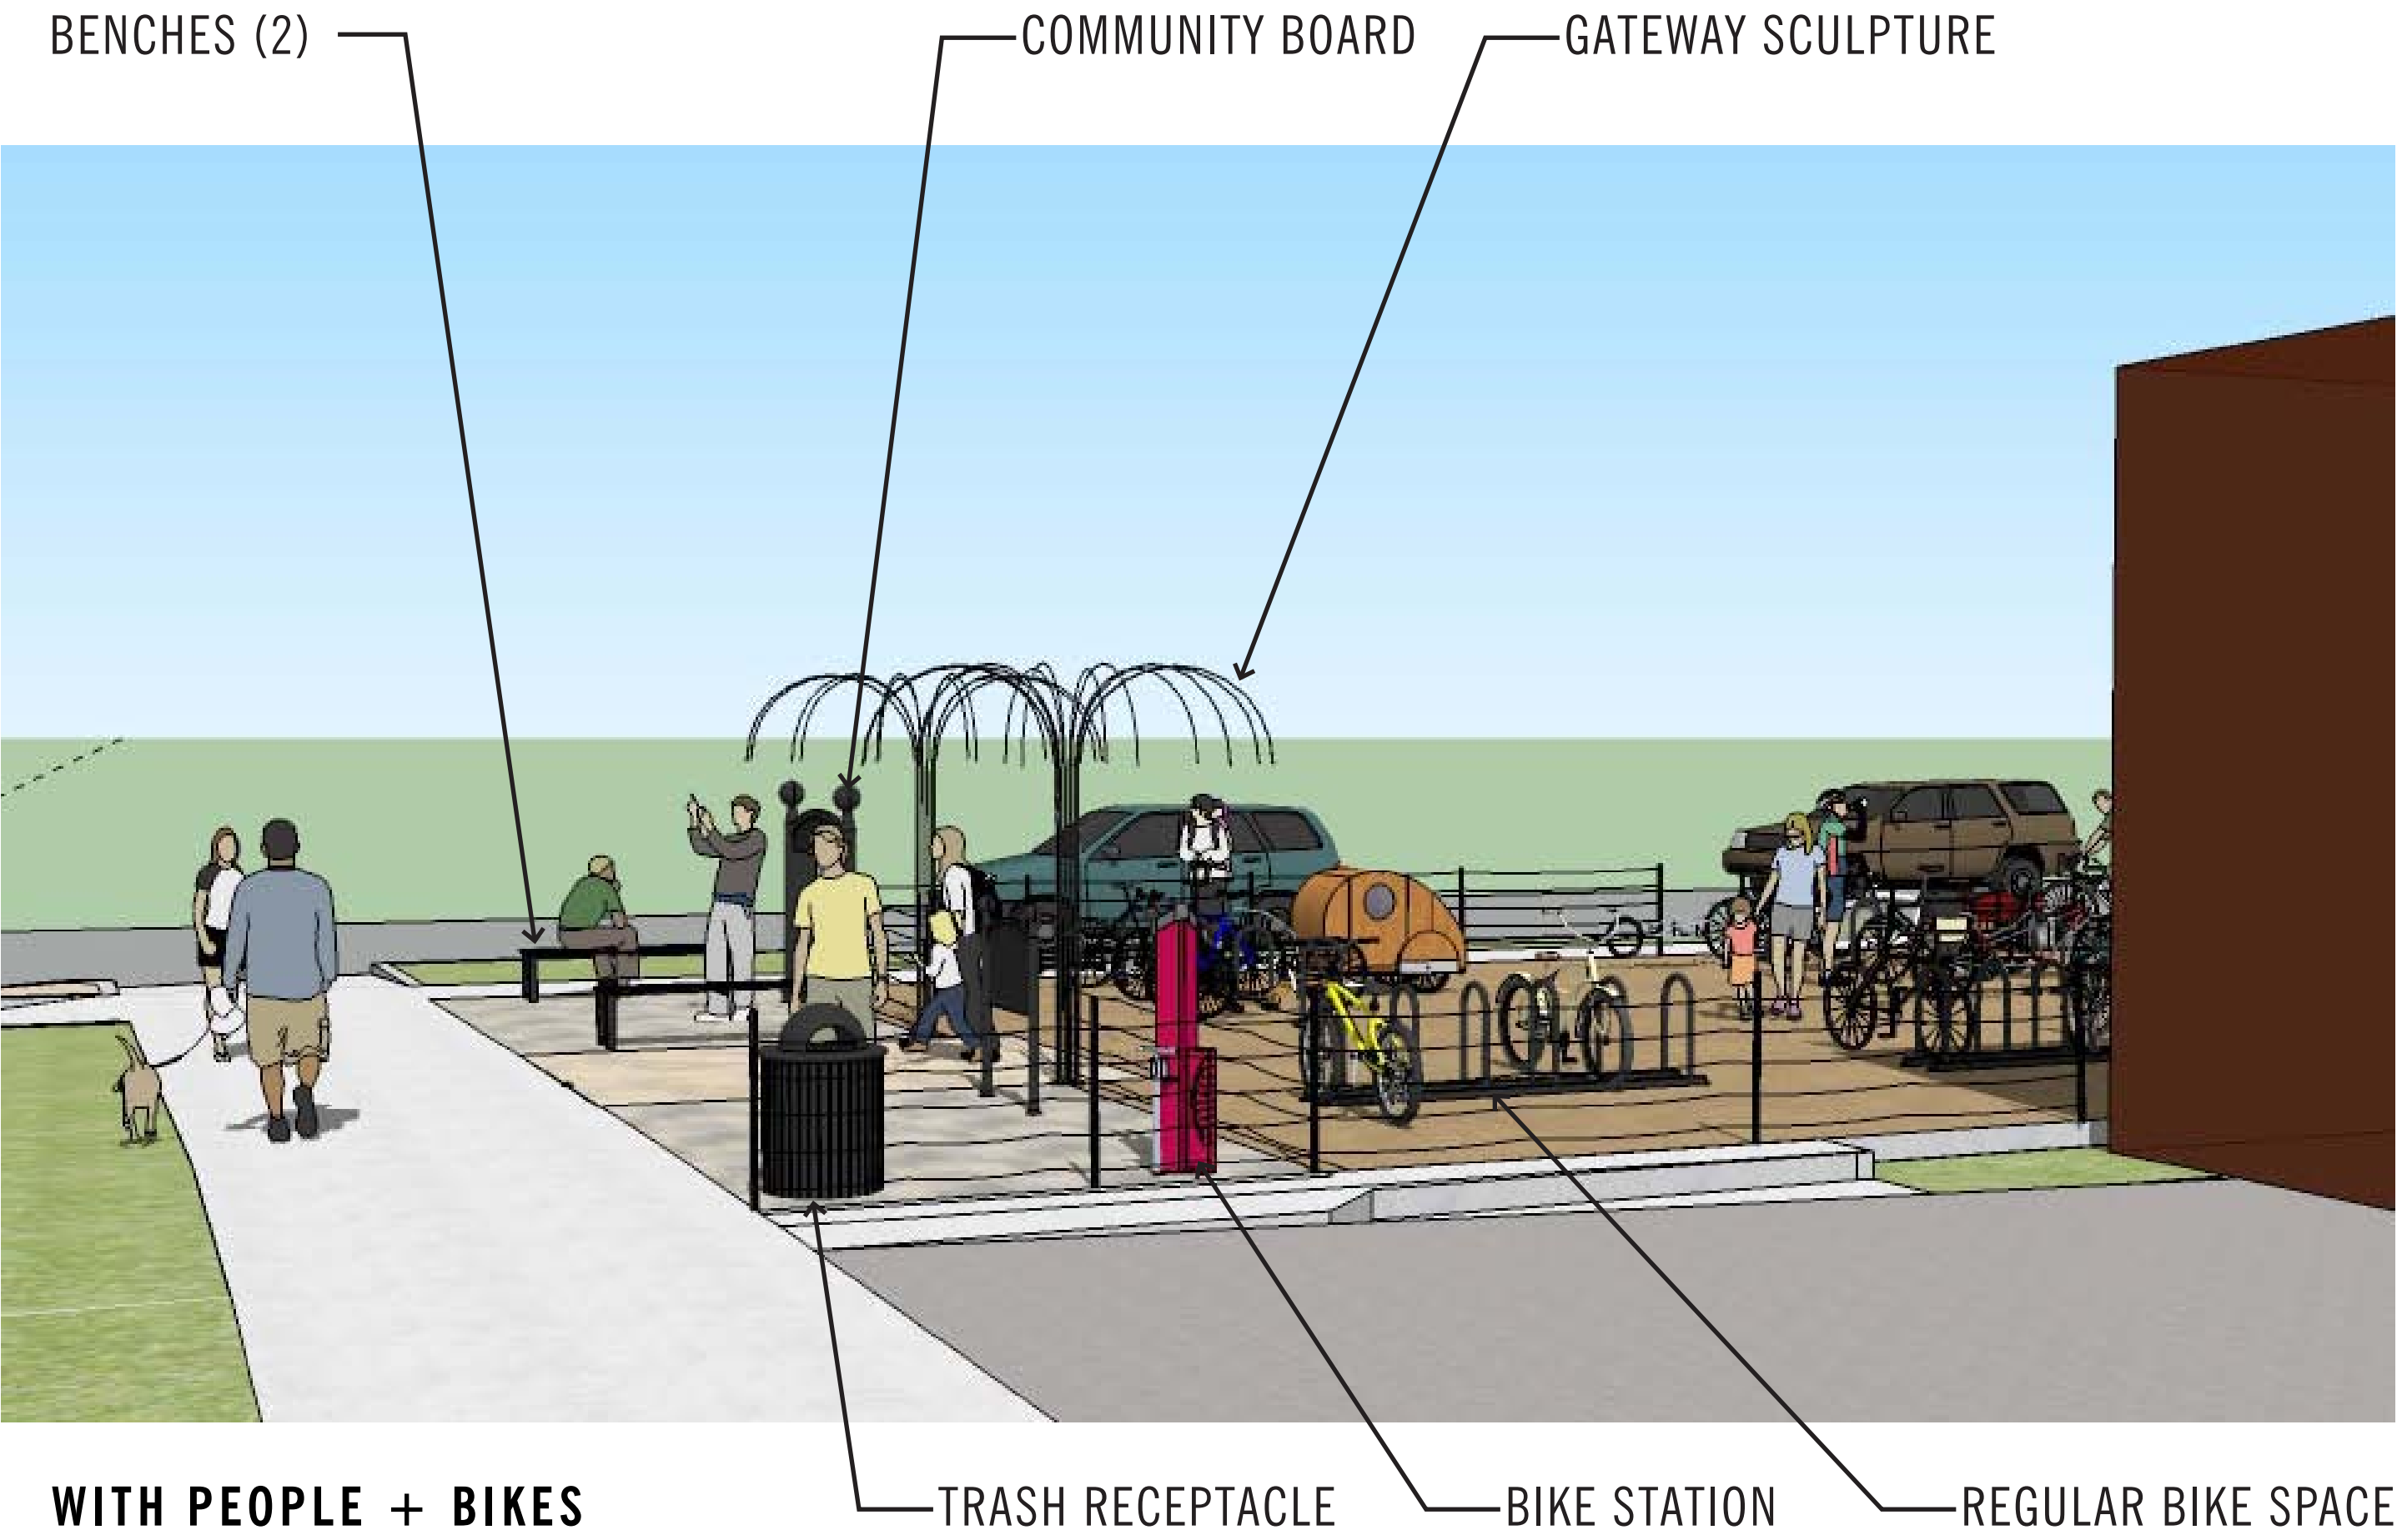 BENCHES (2)
COMMUNITY BOARD
GATEWAY SCULPTURE
WITH PEOPLE + BIKES
TRASH RECEPTACLE
BIKE STATION
REGULAR BIKE SPACE